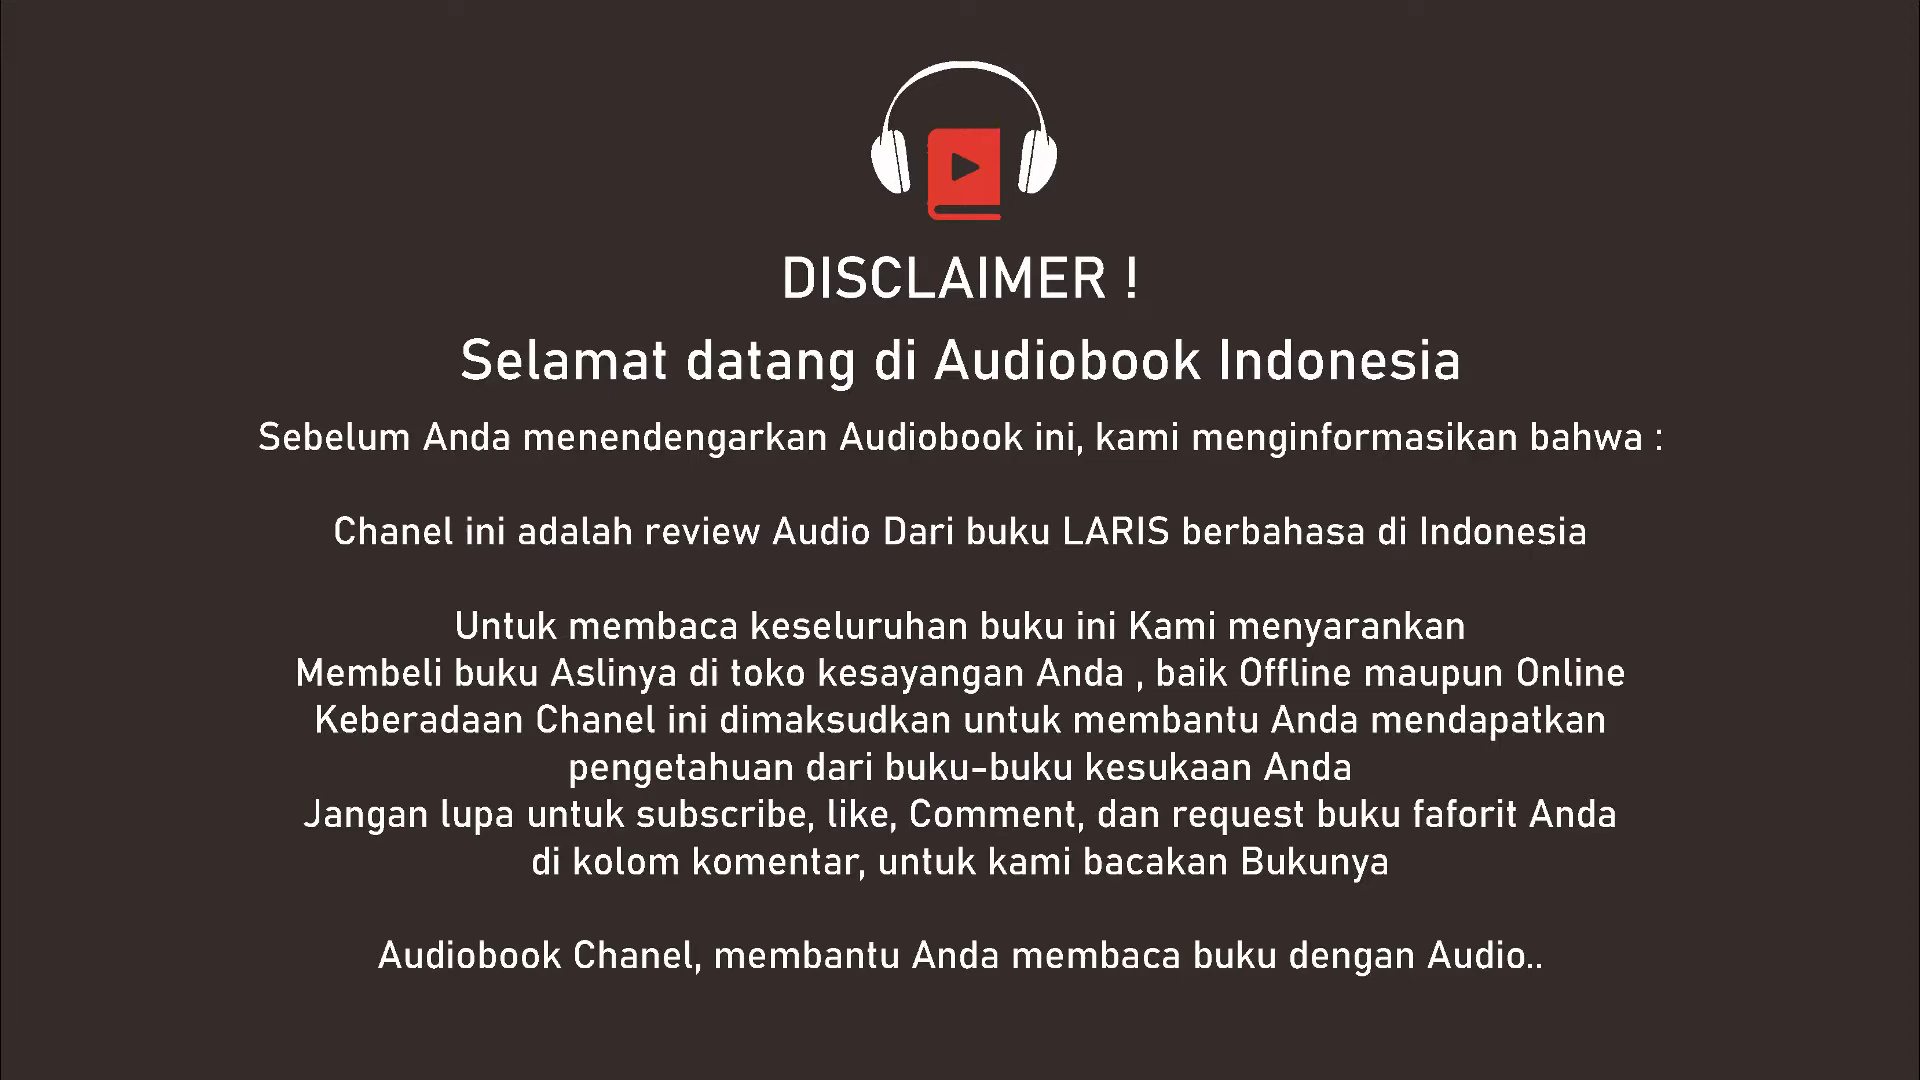 DISCLAIMER !
Selamat datang di Audiobook Indonesia
Sebelum Anda menendengarkan Audiobook ini, kami menginformasikan bahwa :
Chanel ini adalah review Audio Dari buku LARIS berbahasa di Indonesia
Untuk membaca keseluruhan buku ini Kami menyarankan
Membeli buku Aslinya di toko kesayangan Anda , baik Offline maupun Online
Keberadaan Chanel ini dimaksudkan untuk membantu Anda mendapatkan
pengetahuan dari buku-buku kesukaan Anda
Jangan lupa untuk subscribe, like, Comment, dan request buku faforit Anda
di kolom komentar, untuk kami bacakan Bukunya
Audiobook Chanel, membantu Anda membaca buku dengan Audio..